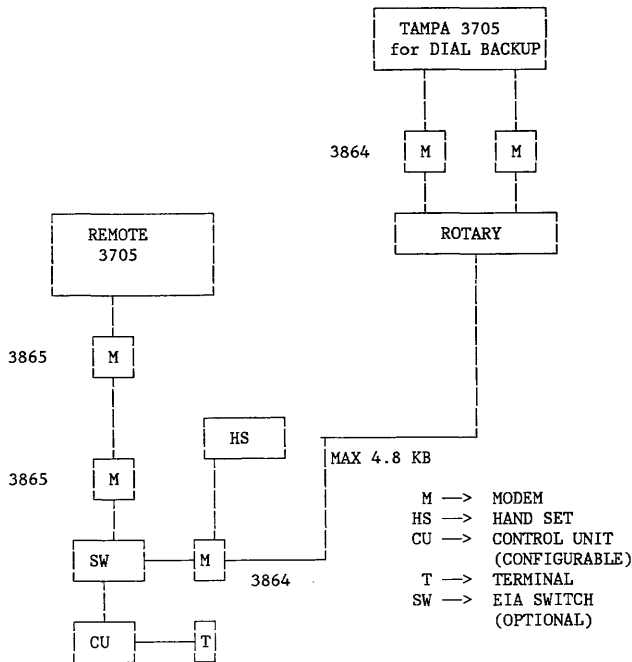 TAMPA 3705
for DIAL BACKUP
3864
M
M
REMOTE
3705
ROTARY
3865
M
HS
MAX 4.8 KB
3865
M
M —> MODEM
HS —> HAND SET
CU —> CONTROL UNIT
(CONFIGURABLE)
T —> TERMINAL
SW —> EIA SWITCH
(OPTIONAL)
SW
M
3864
CU
T